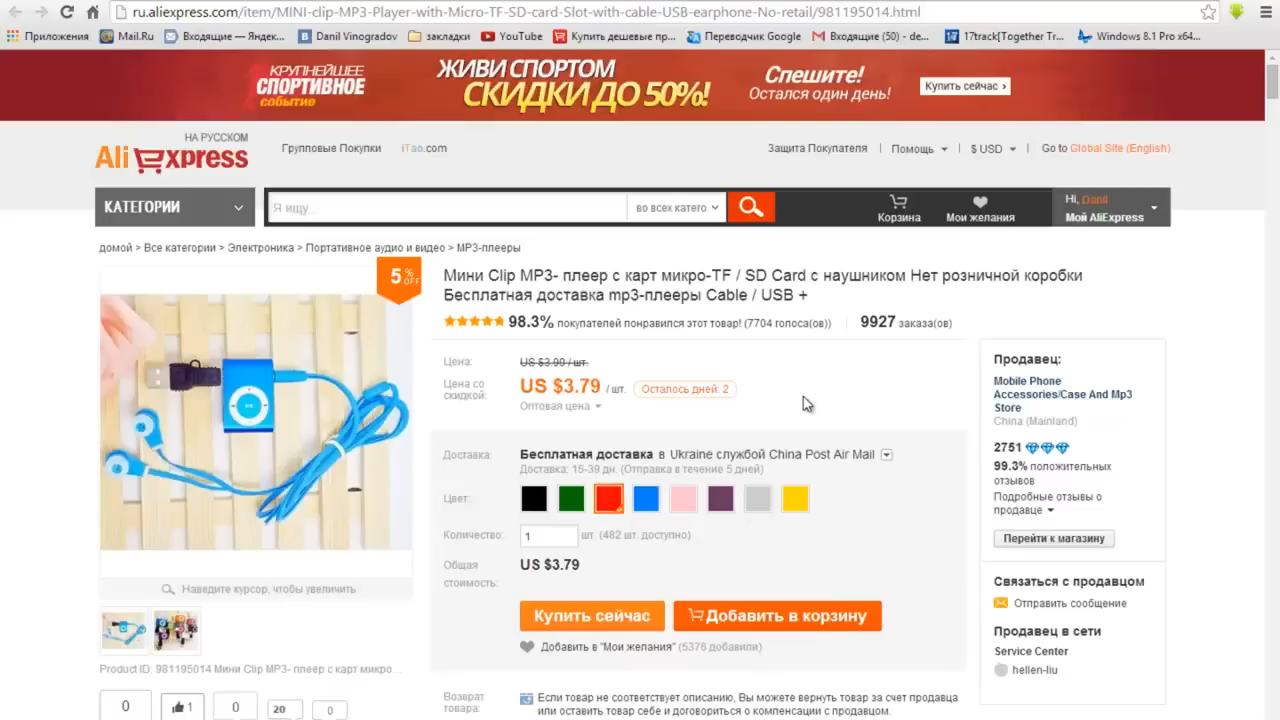 ru.aliexpress.com/item/MINI-clip-MP3-Player-with-Micro-TF-SD-card-Slot-with-cable-USB-earphone-No-retail/981195014.html
Приложения Mail.Ru Входящие — Яндек... Danil Vinogradov закладки YouTube Купить дешевые пр... Переводчик Google Входящие (50) - de... 17track[Together Tr... Windows 8.1 Pro x64...
КРУПНЕЙШЕЕ
СПОРТИВНОЕ
событие
ЖИВИ СПОРТОМ
СКИДКИ ДО 50%!
Спешите!
Остался один день!
Купить сейчас ›
НА РУССКОМ
AliExpress
Групповые Покупки iTao.com
Защита Покупателя | Помощь | $ USD | Go to Global Site (English)
КАТЕГОРИИ
Я ищу...
во всех катего
Корзина
Мои желания
Hi, Danil
Мой AliExpress
домой > Все категории > Электроника > Портативное аудио и видео > MP3-плееры
5 % OFF
Мини Clip MP3- плеер с карт микро-TF / SD Card с наушником Нет розничной коробки
Бесплатная доставка mp3-плееры Cable / USB +
98.3% покупателей понравился этот товар! (7704 голоса(ов)) 9927 заказа(ов)
Цена: US $3.99 / шт.
Цена со скидкой: US $3.79 / шт. Осталось дней: 2
Оптовая цена
Доставка: Бесплатная доставка в Ukraine службой China Post Air Mail
Доставка: 15-39 дн. (Отправка в течение 5 дней)
Цвет:
Количество: 1 шт (482 шт. доступно)
Общая стоимость: US $3.79
Купить сейчас
Добавить в корзину
Добавить в "Мои желания" (5376 добавили)
Возврат товара: Если товар не соответствует описанию, Вы можете вернуть товар за счет продавца
или оставить товар себе и договориться о компенсации с продавцом.
Наведите курсор, чтобы увеличить
Product ID: 981195014 Мини Clip MP3- плеер с карт микро...
0 1 0 20 0
Продавец:
Mobile Phone
Accessories/Case And Mp3
Store
China (Mainland)
2751
99.3% положительных
отзывов
Подробные отзывы о
продавце
Перейти к магазину
Связаться с продавцом
Отправить сообщение
Продавец в сети
Service Center
hellen-liu